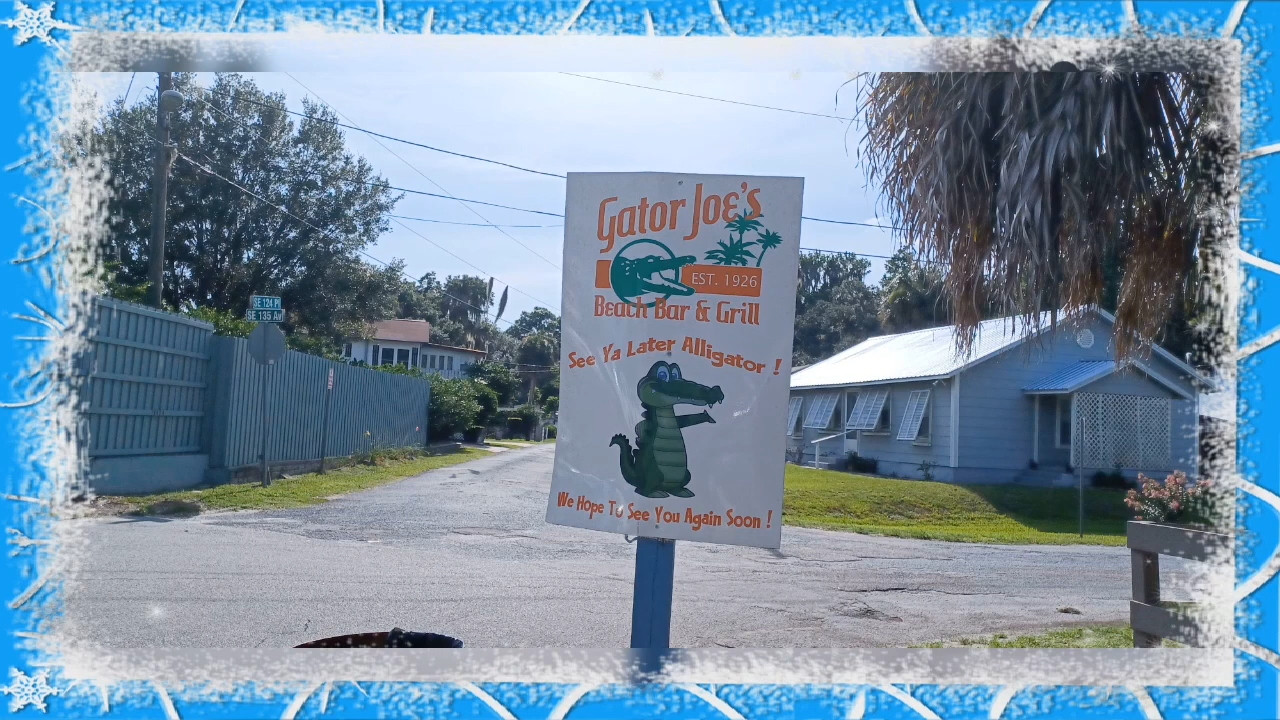 SE 124 Pl
SE 135 Av
Gator Joe's
EST. 1926
Beach Bar & Grill
See Ya Later Alligator !
We Hope To See You Again Soon !